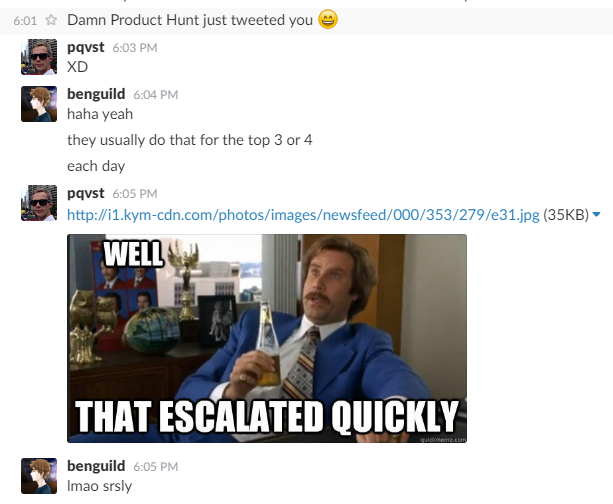 6:01 Damn Product Hunt just tweeted you 😄
pqvst 6:03 PM
XD
benguild 6:04 PM
haha yeah
they usually do that for the top 3 or 4
each day
pqvst 6:05 PM
http://i1.kym-cdn.com/photos/images/newsfeed/000/353/279/e31.jpg (35KB)
WELL
THAT ESCALATED QUICKLY
quickmeme.com
benguild 6:05 PM
lmao srsly